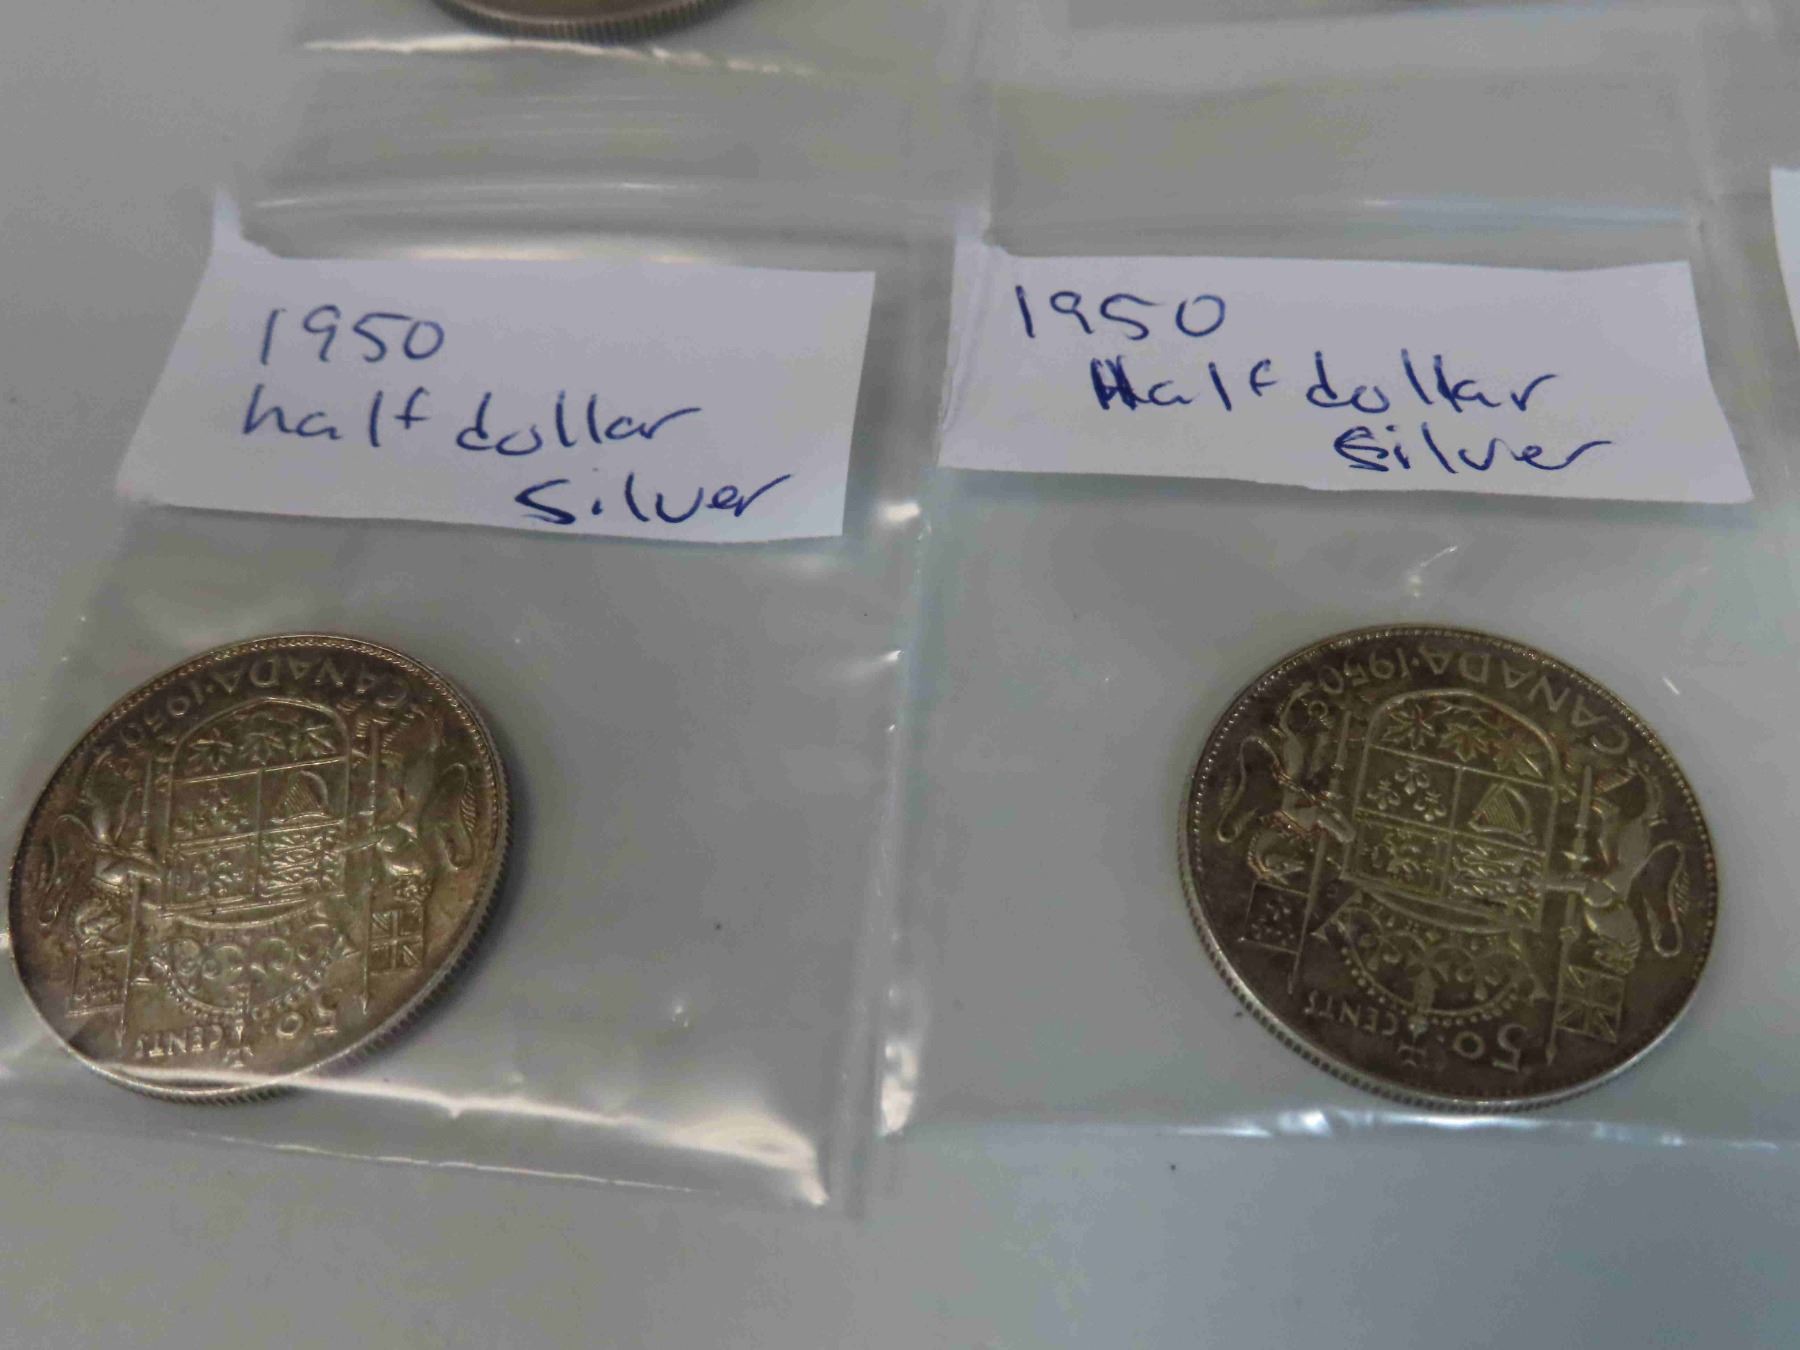 1950
half dollar
silver
1950
Half dollar
silver
CANADA·1950
50·CENTS
CANADA·1950
50·CENTS